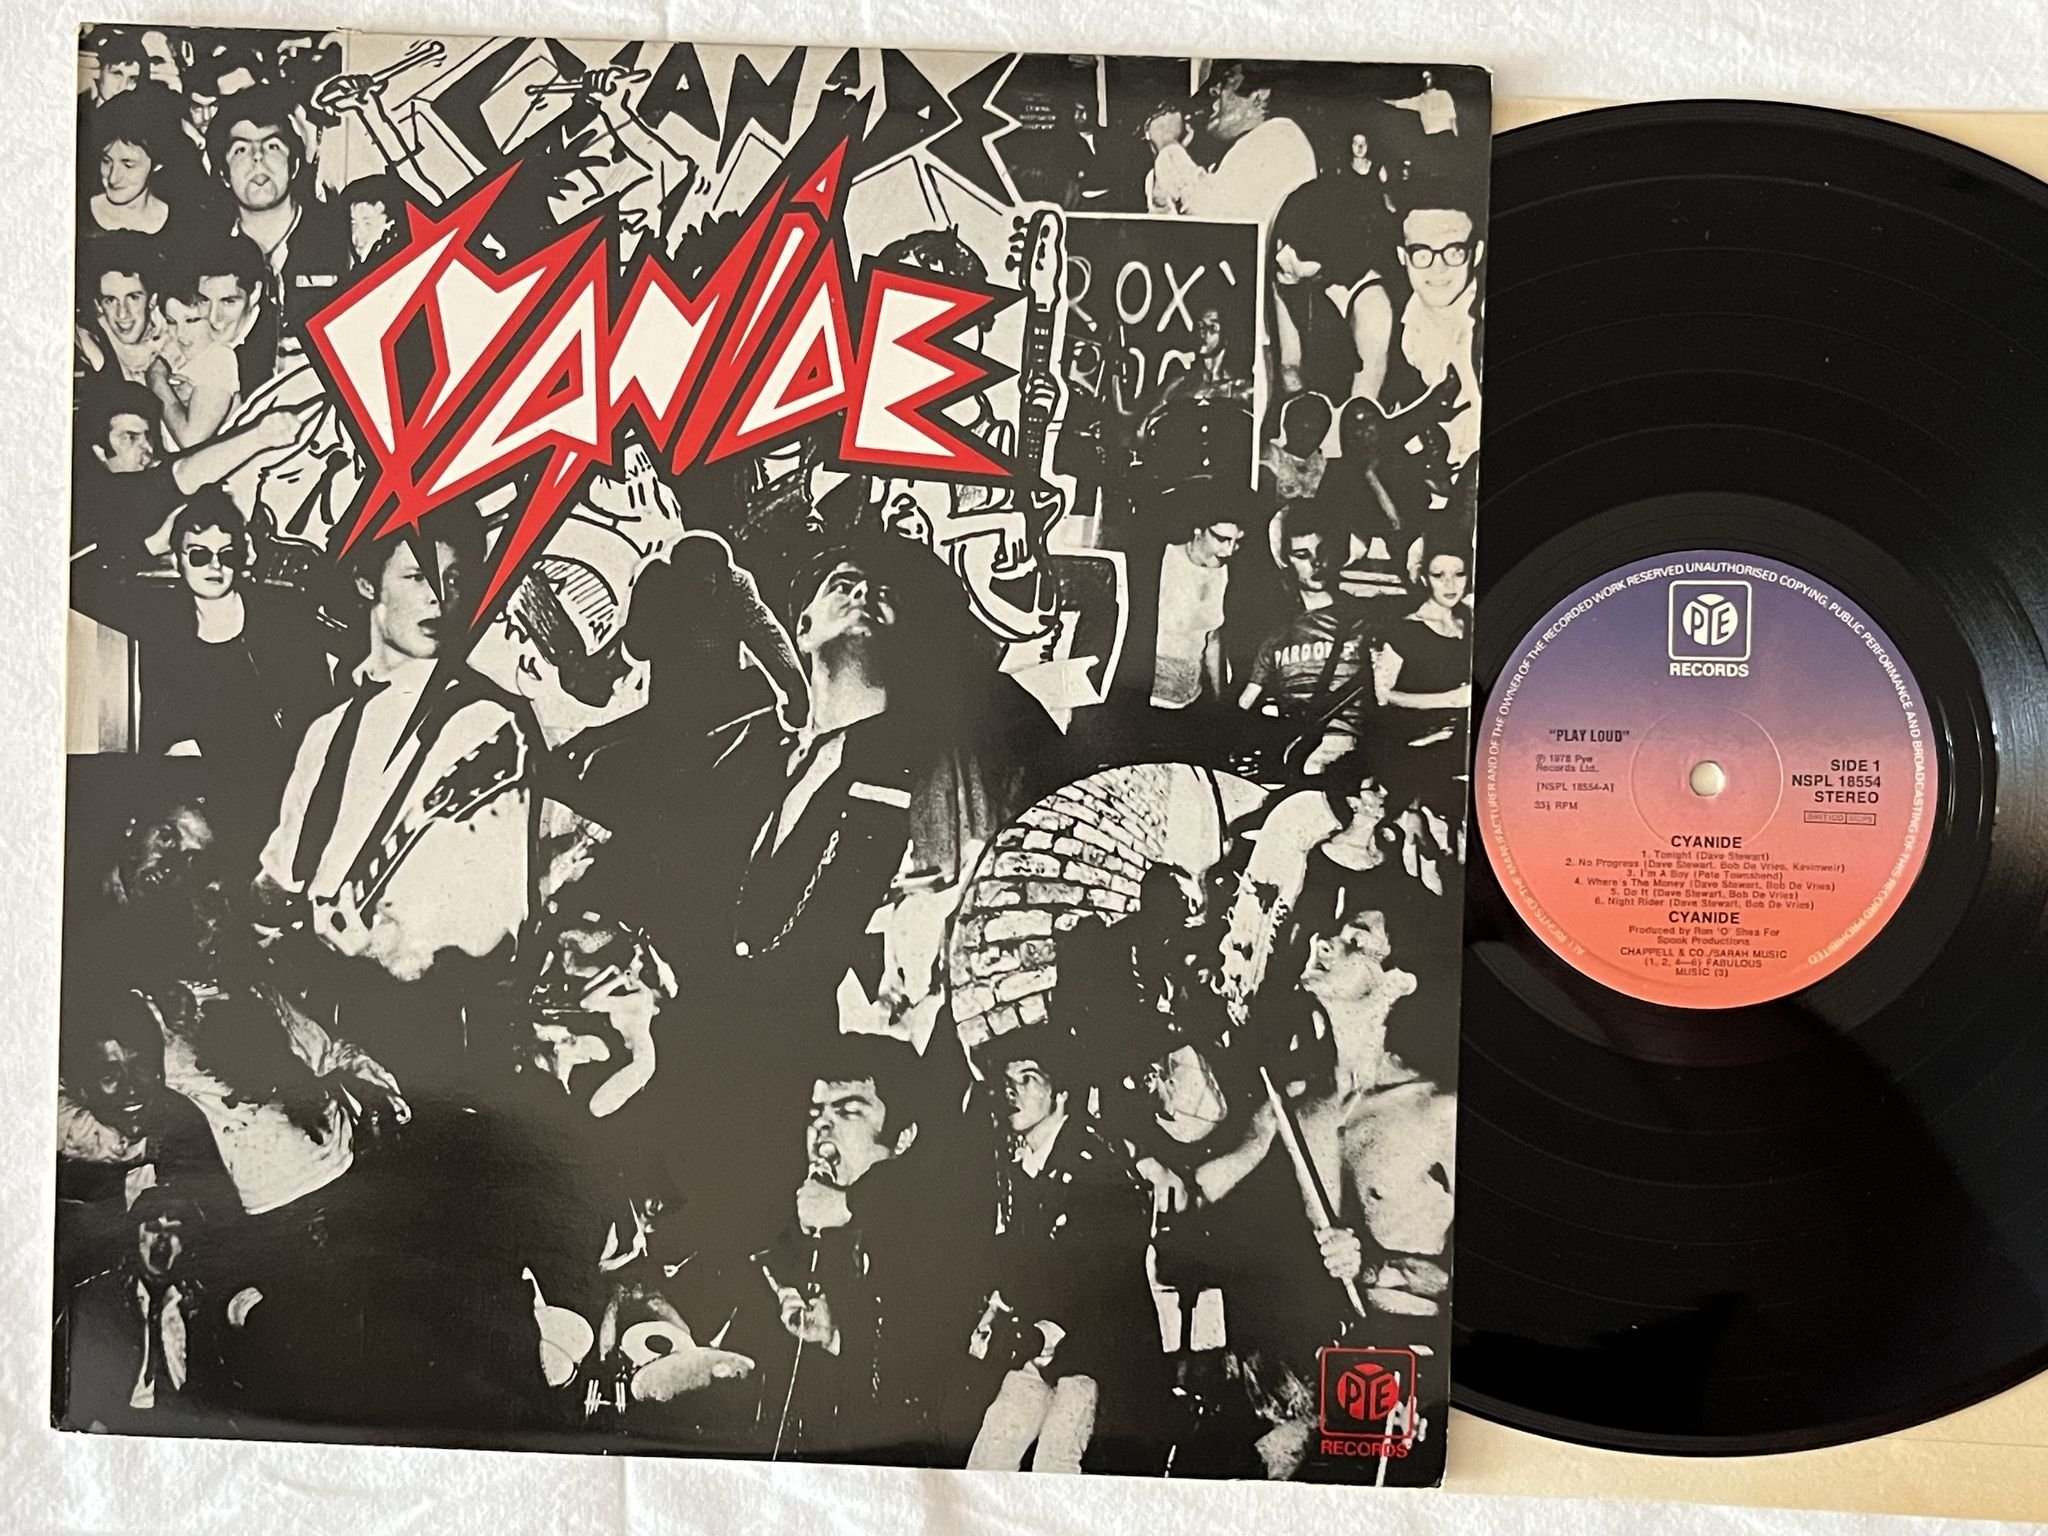 CYANIDE
CYANIDE
ROX'
PYE
RECORDS
ALL RIGHTS OF THE MANUFACTURER AND OF THE OWNER OF THE RECORDED WORK RESERVED UNAUTHORISED COPYING, PUBLIC PERFORMANCE AND BROADCASTING OF THIS RECORD PROHIBITED
PYE
RECORDS
"PLAY LOUD"
℗ 1978 Pye
Records Ltd.
[NSPL 18554-A]
33⅓ RPM
SIDE 1
NSPL 18554
STEREO
CYANIDE
1. Tonight (Dave Stewart)
2. No Progress (Dave Stewart, Bob De Vries, Kevinweir)
3. I'm A Boy (Pete Townshend)
4. Where's The Money (Dave Stewart, Bob De Vries)
5. Do It (Dave Stewart, Bob De Vries)
6. Night Rider (Dave Stewart, Bob De Vries)
CYANIDE
Produced by Ron 'O' Shea For
Spook Productions
CHAPPELL & CO./SARAH MUSIC
(1, 2, 4—6) FABULOUS
MUSIC (3)